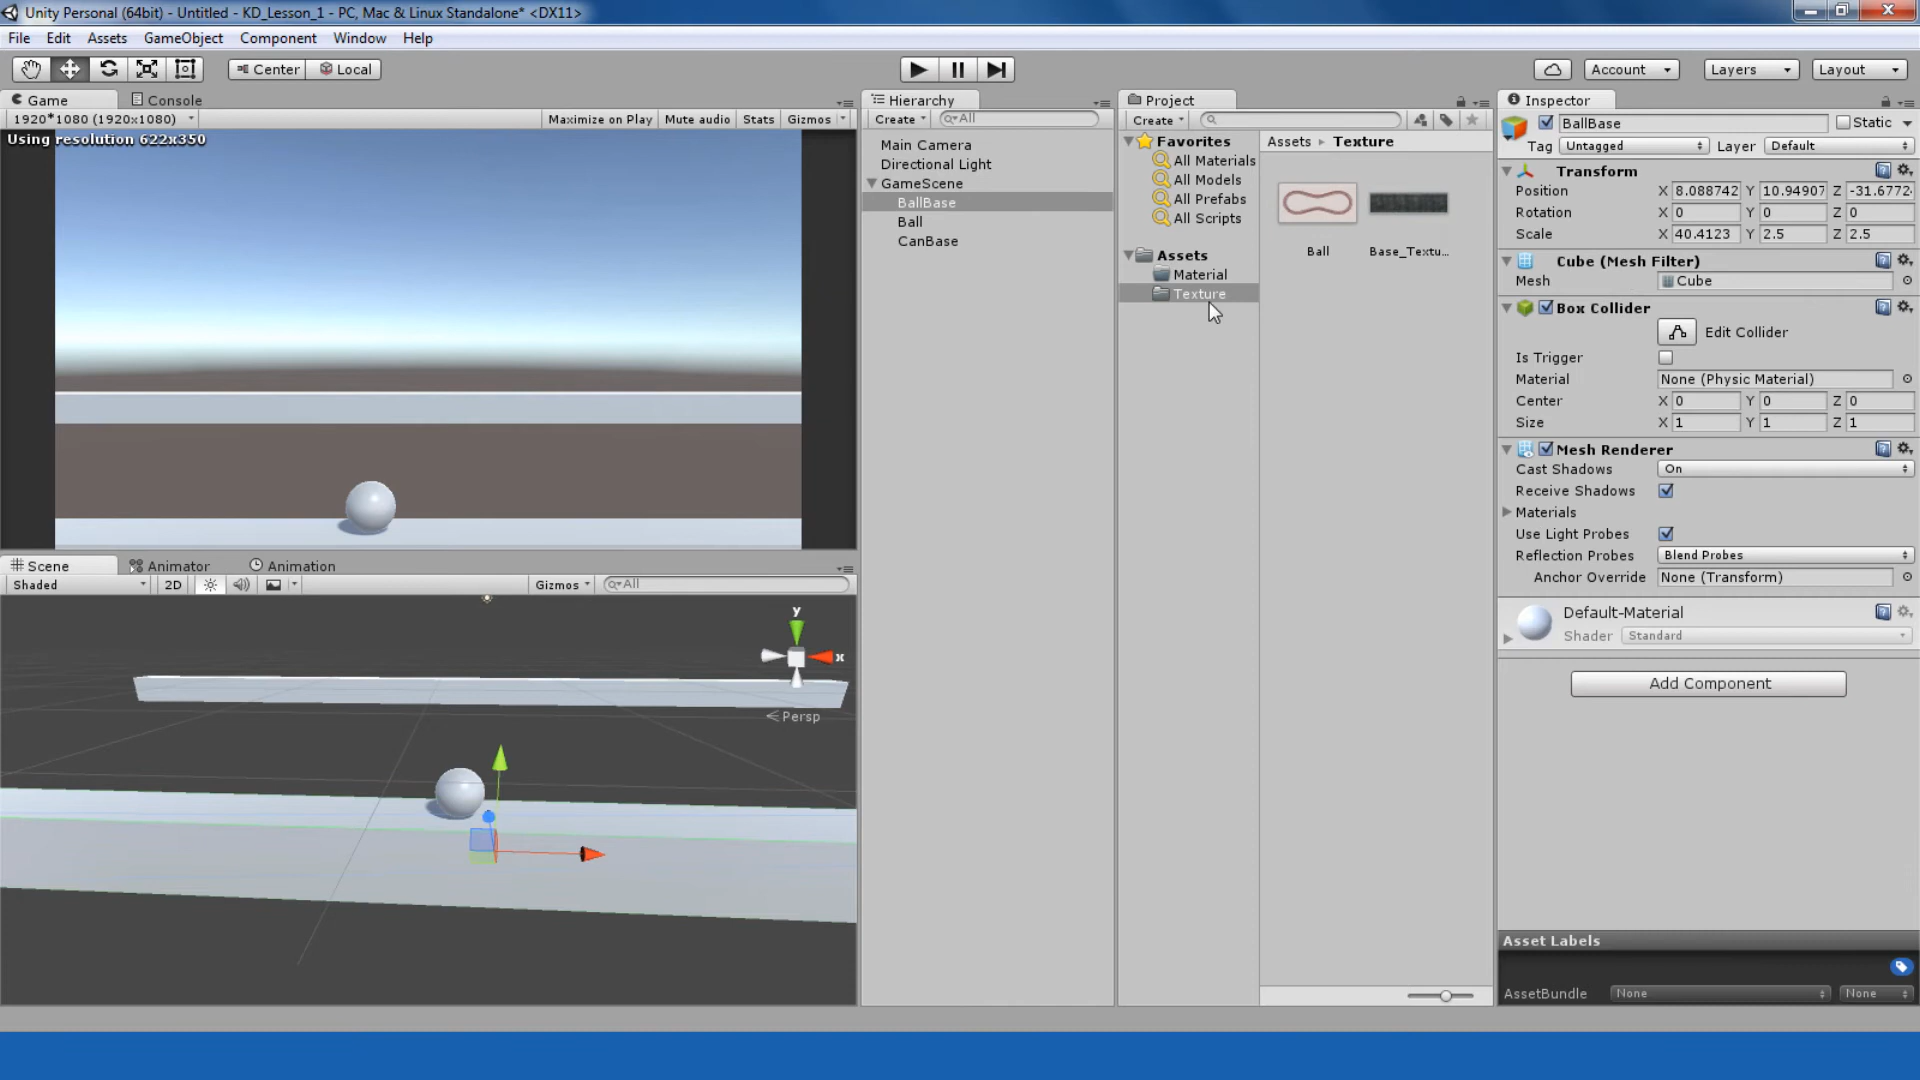 Unity Personal (64bit) - Untitled - KD_Lesson_1 - PC, Mac & Linux Standalone* <DX11>
File Edit Assets GameObject Component Window Help
Center Local Account Layers Layout
Game Console
1920*1080 (1920x1080) Maximize on Play Mute audio Stats Gizmos
Using resolution 622x350
Scene Animator Animation
Shaded 2D Gizmos All
y
x
Persp
Hierarchy
Create All
Main Camera
Directional Light
GameScene
BallBase
Ball
CanBase
Project
Create
Favorites
All Materials
All Models
All Prefabs
All Scripts
Assets
Material
Texture
Assets Texture
Ball Base_Textu...
Inspector
BallBase Static
Tag Untagged Layer Default
Transform
Position X 8.088742 Y 10.94907 Z -31.6772
Rotation X 0 Y 0 Z 0
Scale X 40.4123 Y 2.5 Z 2.5
Cube (Mesh Filter)
Mesh Cube
Box Collider
Edit Collider
Is Trigger
Material None (Physic Material)
Center X 0 Y 0 Z 0
Size X 1 Y 1 Z 1
Mesh Renderer
Cast Shadows On
Receive Shadows
Materials
Use Light Probes
Reflection Probes Blend Probes
Anchor Override None (Transform)
Default-Material
Shader Standard
Add Component
Asset Labels
AssetBundle None None